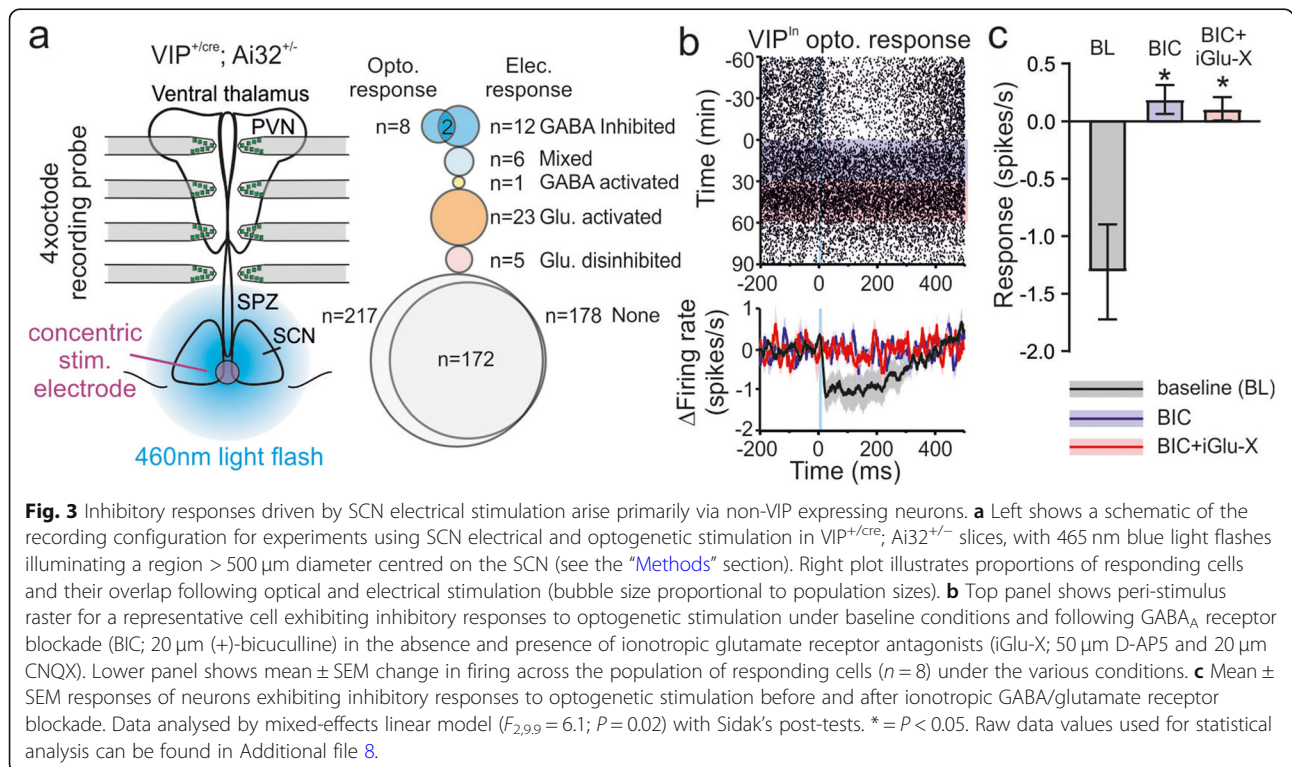 a
VIP+/cre; Ai32+/-
Ventral thalamus
PVN
4xoctode
recording probe
SPZ
SCN
concentric
stim.
electrode
460nm light flash
Opto.
response
Elec.
response
n=8
2
n=12 GABA Inhibited
n=6 Mixed
n=1 GABA activated
n=23 Glu. activated
n=5 Glu. disinhibited
n=217
n=178 None
n=172
b
VIPIn opto. response
Time (min)
-60
-30
0
30
60
90
-200 0 200 400
ΔFiring rate
(spikes/s)
1
0
-1
-2
-200 0 200 400
Time (ms)
c
BL
BIC
BIC+
iGlu-X
* *
Response (spikes/s)
0.5
0
-0.5
-1.0
-1.5
-2.0
baseline (BL)
BIC
BIC+iGlu-X
Fig. 3 Inhibitory responses driven by SCN electrical stimulation arise primarily via non-VIP expressing neurons. a Left shows a schematic of the
recording configuration for experiments using SCN electrical and optogenetic stimulation in VIP+/cre; Ai32+/− slices, with 465 nm blue light flashes
illuminating a region > 500 μm diameter centred on the SCN (see the “Methods” section). Right plot illustrates proportions of responding cells
and their overlap following optical and electrical stimulation (bubble size proportional to population sizes). b Top panel shows peri-stimulus
raster for a representative cell exhibiting inhibitory responses to optogenetic stimulation under baseline conditions and following GABAA receptor
blockade (BIC; 20 μm (+)-bicuculline) in the absence and presence of ionotropic glutamate receptor antagonists (iGlu-X; 50 μm D-AP5 and 20 μm
CNQX). Lower panel shows mean ± SEM change in firing across the population of responding cells (n = 8) under the various conditions. c Mean ±
SEM responses of neurons exhibiting inhibitory responses to optogenetic stimulation before and after ionotropic GABA/glutamate receptor
blockade. Data analysed by mixed-effects linear model (F2,9.9 = 6.1; P = 0.02) with Sidak’s post-tests. * = P < 0.05. Raw data values used for statistical
analysis can be found in Additional file 8.